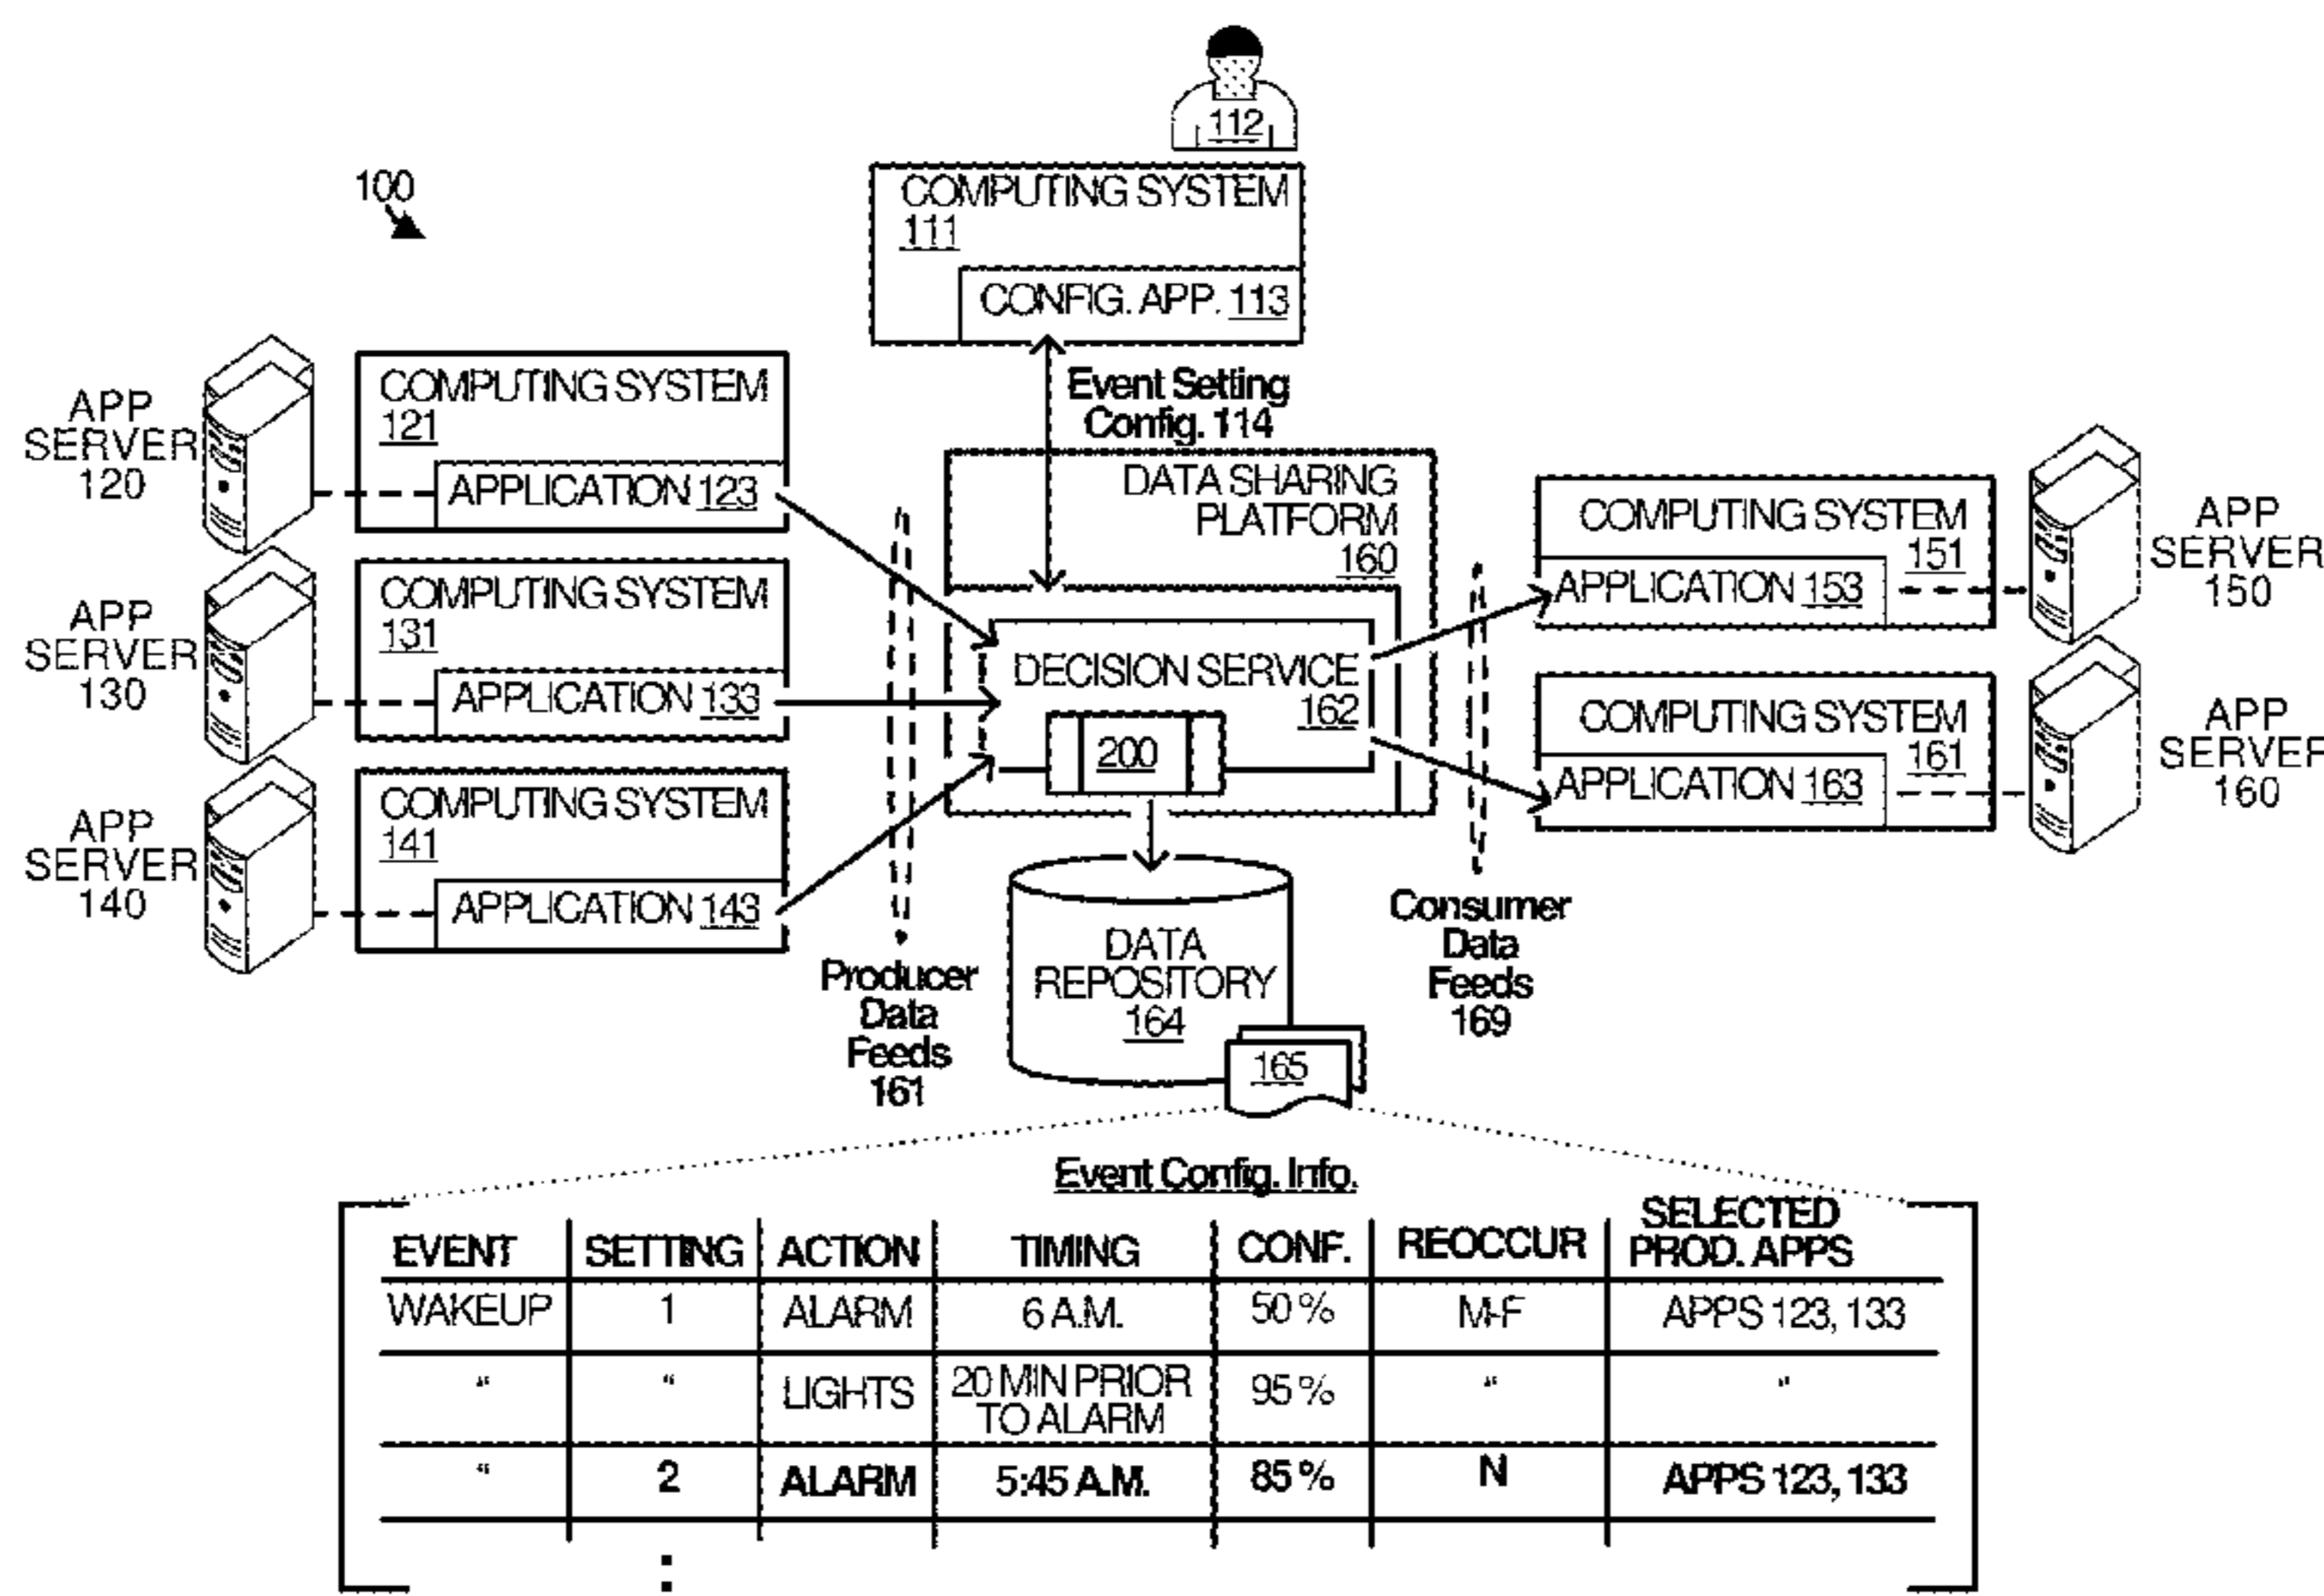 112
100
COMPUTING SYSTEM
111
CONFIG. APP. 113
Event Setting
Config. 114
APP
SERVER
120
COMPUTING SYSTEM
121
APPLICATION 123
APP
SERVER
130
COMPUTING SYSTEM
131
APPLICATION 133
APP
SERVER
140
COMPUTING SYSTEM
141
APPLICATION 143
Producer
Data
Feeds
161
DATA SHARING
PLATFORM
160
DECISION SERVICE
162
200
DATA
REPOSITORY
164
165
Consumer
Data
Feeds
169
COMPUTING SYSTEM
151
APPLICATION 153
APP
SERVER
150
COMPUTING SYSTEM
161
APPLICATION 163
APP
SERVER
160
Event Config. Info.
EVENT SETTING ACTION TIMING CONF. REOCCUR SELECTED PROD. APPS
WAKEUP 1 ALARM 6 A.M. 50 % M-F APPS 123, 133
“ “ LIGHTS 20 MIN PRIOR TO ALARM 95 % “ “
“ 2 ALARM 5:45 A.M. 85 % N APPS 123, 133